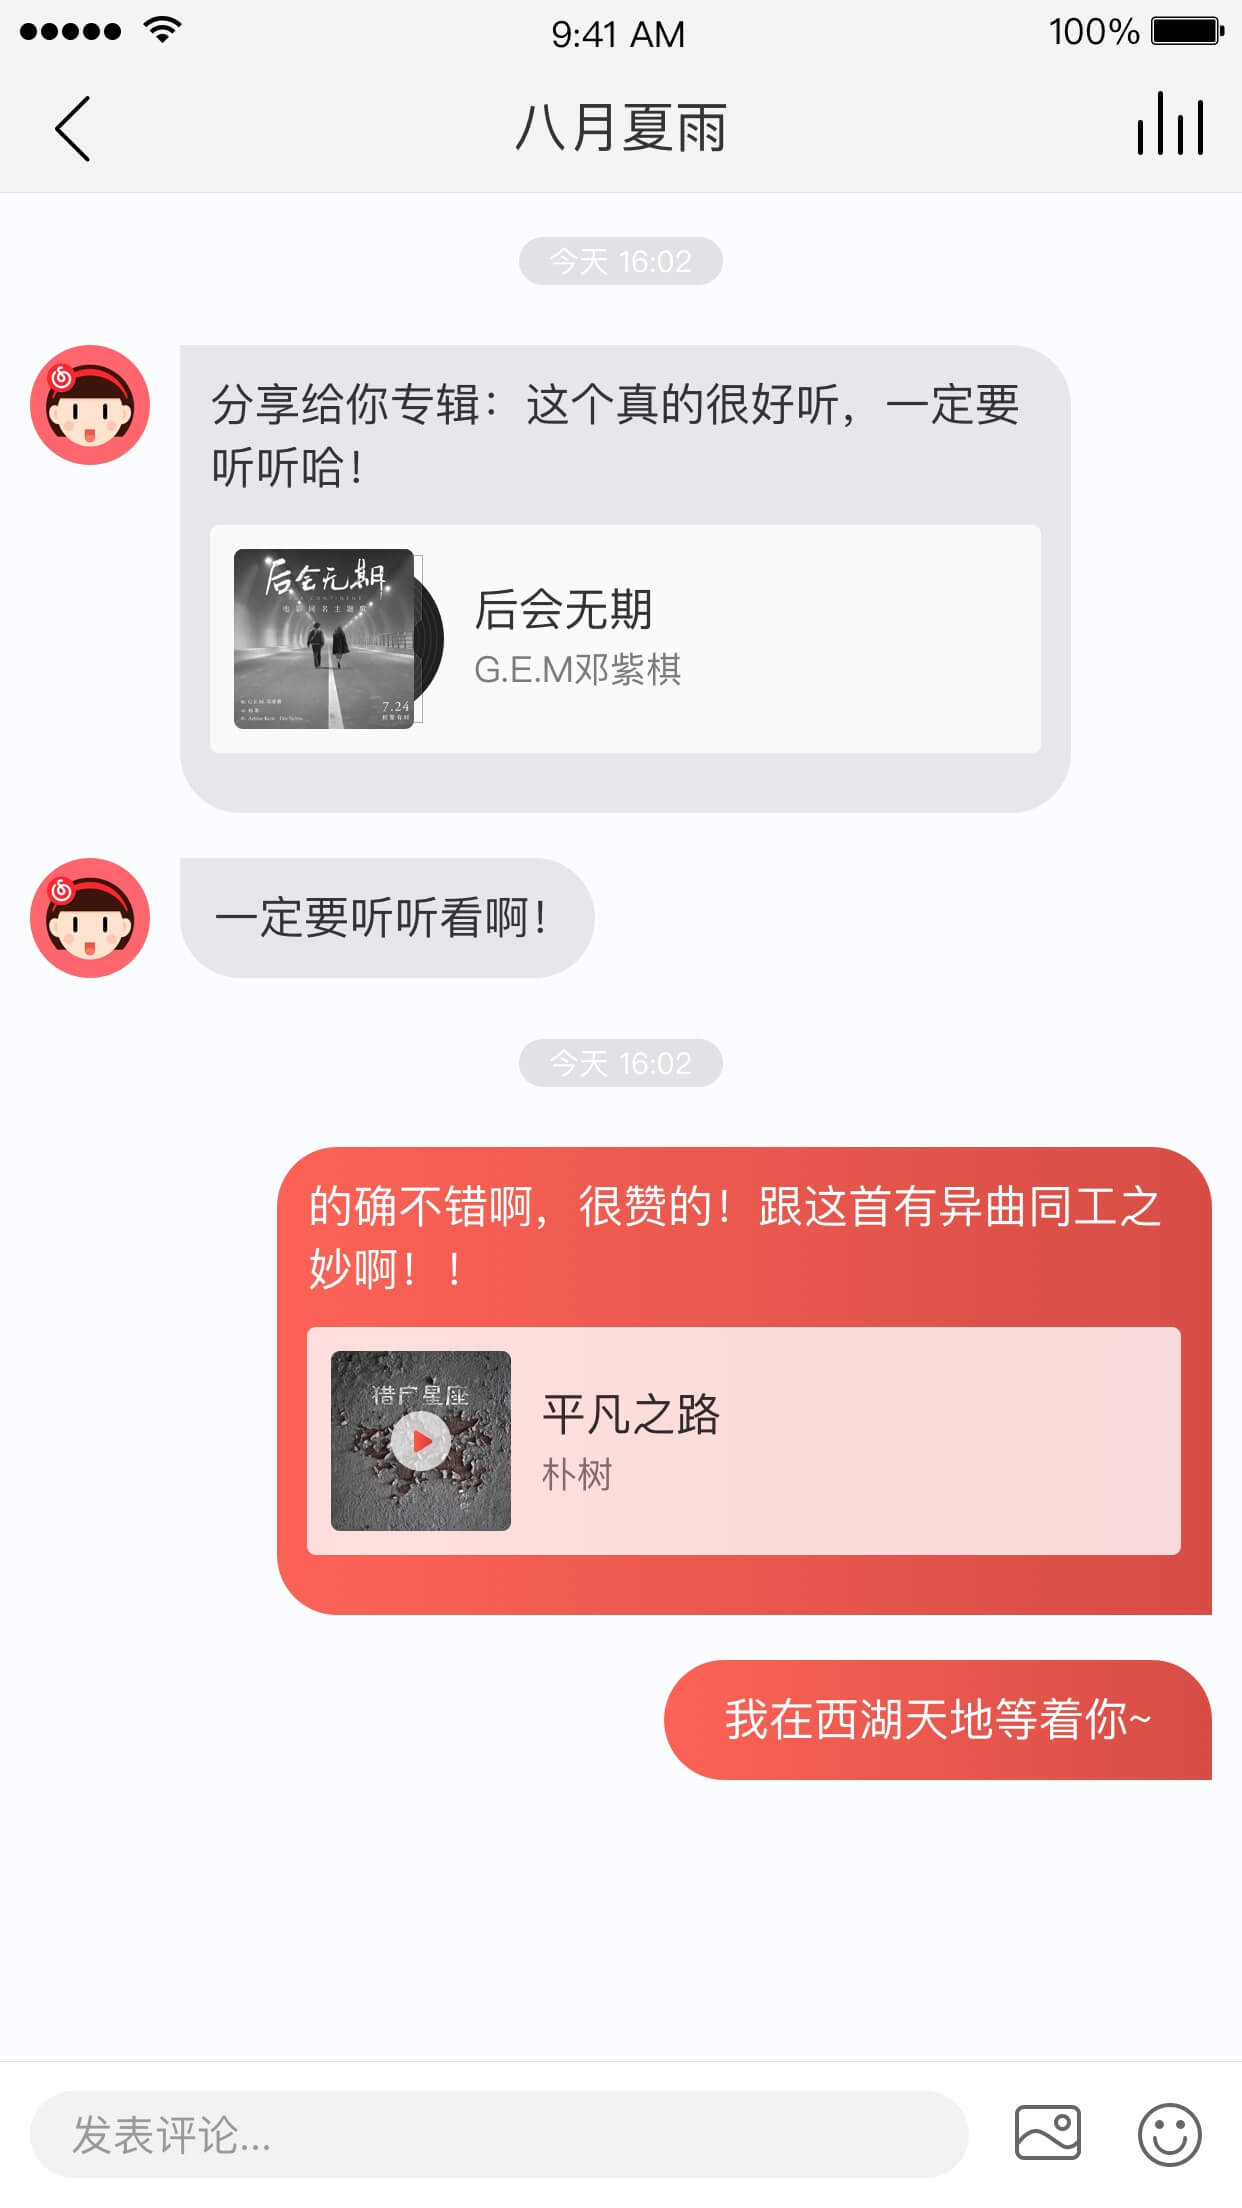 9:41 AM
100%
八月夏雨
今天 16:02
分享给你专辑：这个真的很好听，一定要
听听哈！
后会无期
电影同名主题歌
7.24
后会无期
G.E.M邓紫棋
一定要听听看啊！
今天 16:02
的确不错啊，很赞的！跟这首有异曲同工之
妙啊！！
猎户星座
平凡之路
朴树
我在西湖天地等着你~
发表评论...